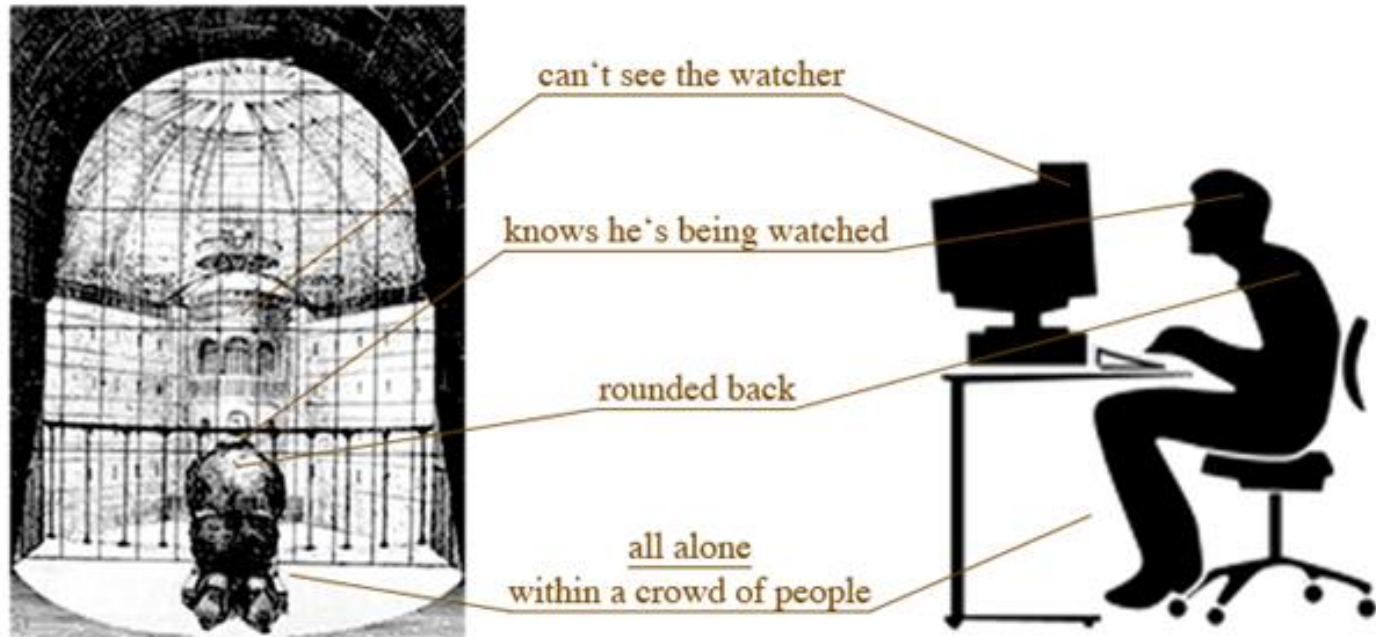 can‘t see the watcher
knows he‘s being watched
rounded back
all alone
within a crowd of people